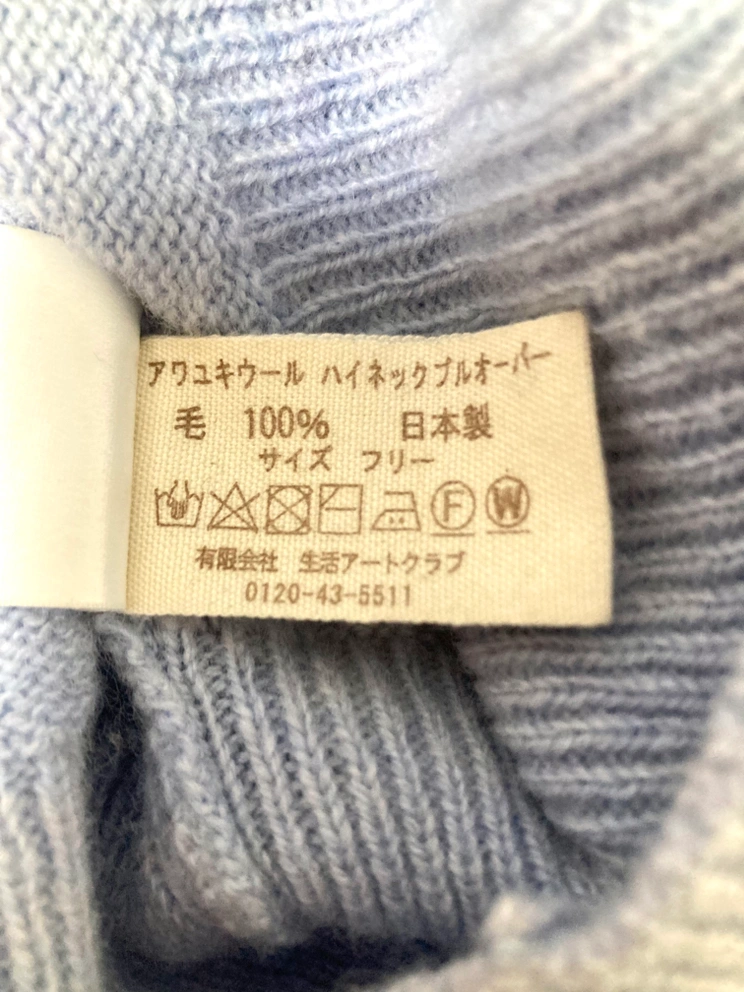 アワユキウール ハイネックプルオーバー
毛 100% 日本製
サイズ フリー
F W
有限会社 生活アートクラブ
0120-43-5511